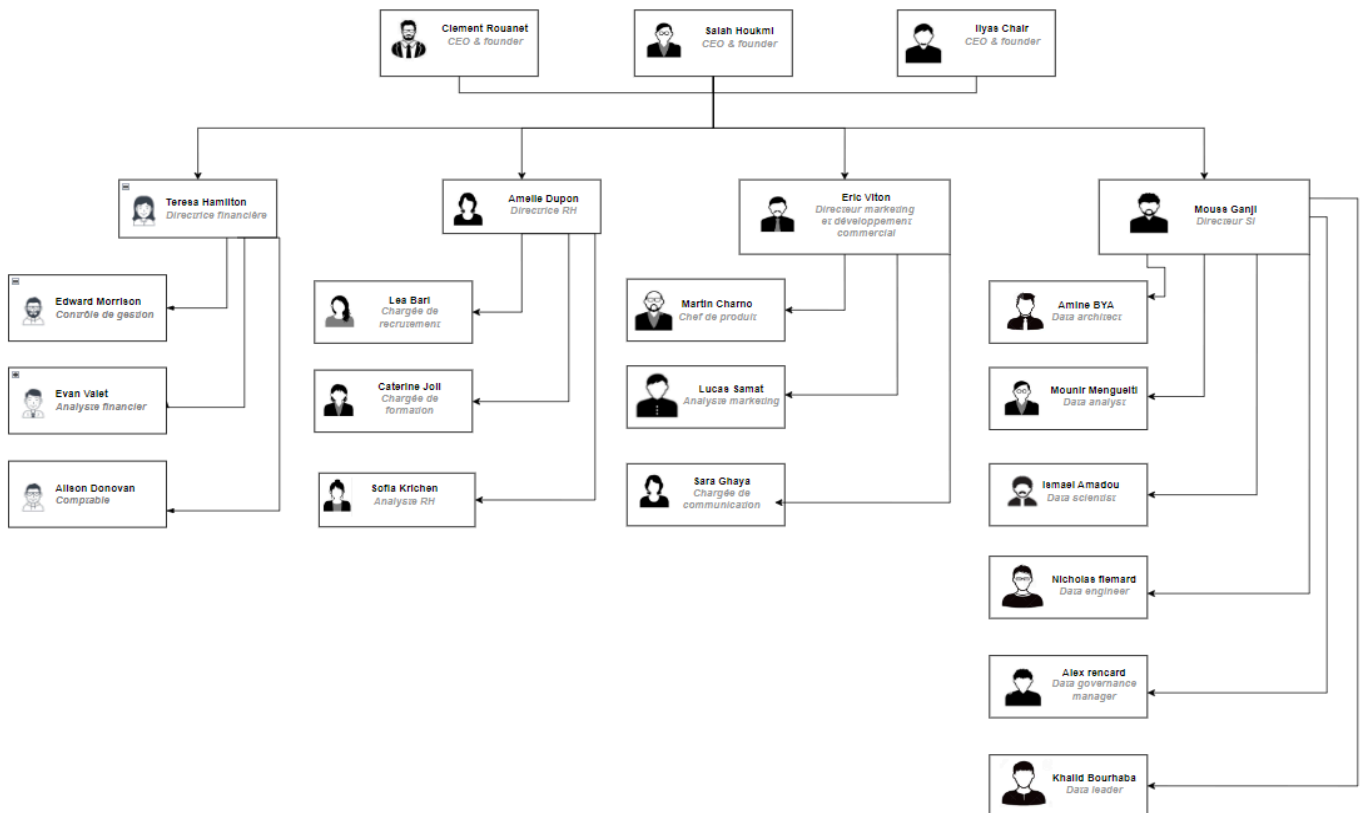 Clement Rouanet
CEO & founder
Salah Houkmi
CEO & founder
Ilyas Chair
CEO & founder
Teresa Hamilton
Directrice financière
Amelie Dupon
Directrice RH
Eric Viton
Directeur marketing
et développement
commercial
Mouse Ganji
Directeur SI
Edward Morrison
Contrôle de gestion
Lea Bari
Chargée de
recrutement
Martin Charno
Chef de produit
Amine BYA
Data architect
Evan Valet
Analyste financier
Caterine Joli
Chargée de
formation
Lucas Samat
Analyste marketing
Mounir Menguelti
Data analyst
Alison Donovan
Comptable
Sofia Krichen
Analyste RH
Sara Ghaya
Chargée de
communication
Ismael Amadou
Data scientist
Nicholas flemard
Data engineer
Alex rencard
Data governance
manager
Khalid Bourhaba
Data leader